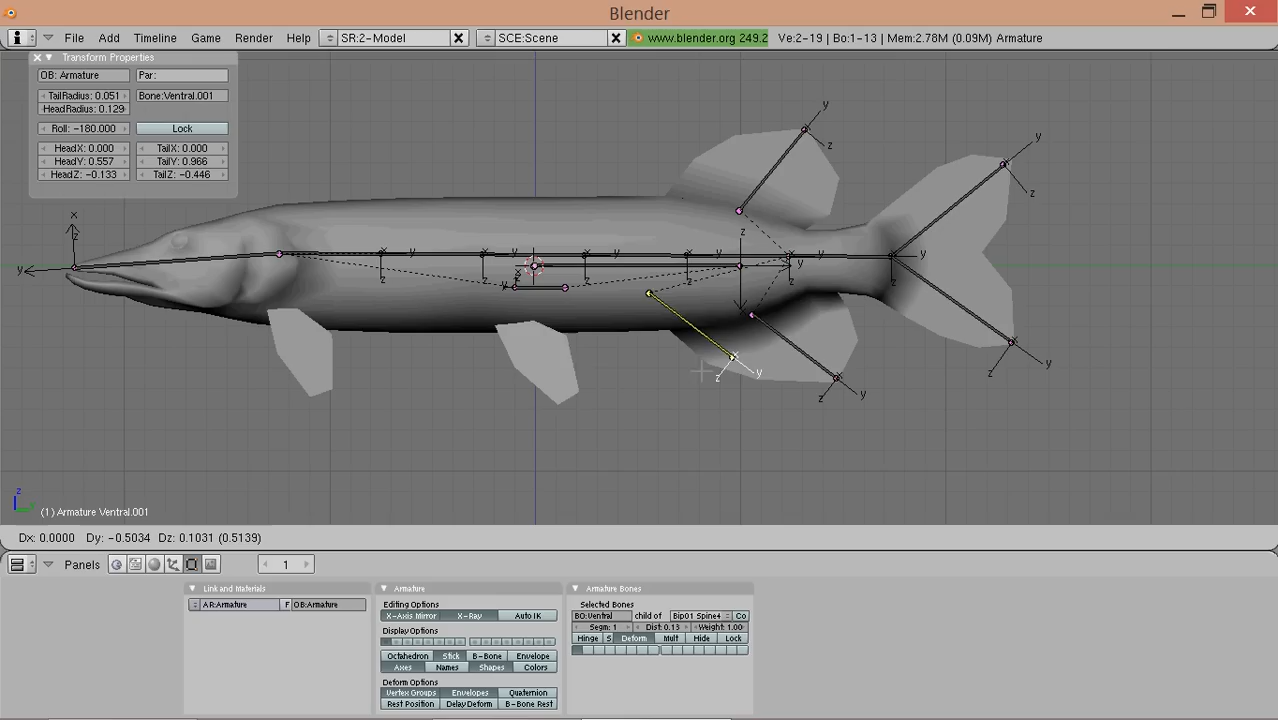 Blender
File Add Timeline Game Render Help SR:2-Model SCE:Scene www.blender.org 249.2 Ve:2-19 | Bo:1-13 | Mem:2.78M (0.09M) Armature
Transform Properties
OB: Armature Par:
TailRadius: 0.051 Bone:Ventral.001
HeadRadius: 0.129
Roll: -180.000 Lock
HeadX: 0.000 TailX: 0.000
HeadY: 0.557 TailY: 0.966
HeadZ: -0.133 TailZ: -0.446
(1) Armature Ventral.001
Dx: 0.0000 Dy: -0.5034 Dz: 0.1031 (0.5139)
Panels 1
Link and Materials Armature Armature Bones
AR:Armature F OB:Armature Editing Options Selected Bones
X-Axis Mirror X-Ray Auto IK BO:Ventral child of Bip01 Spine4 Co
Segm: 1 Dist: 0.13 Weight: 1.00
Display Options Hinge S Deform Mult Hide Lock
Octahedron Stick B-Bone Envelope
Axes Names Shapes Colors
Deform Options
Vertex Groups Envelopes Quaternion
Rest Position Delay Deform B-Bone Rest